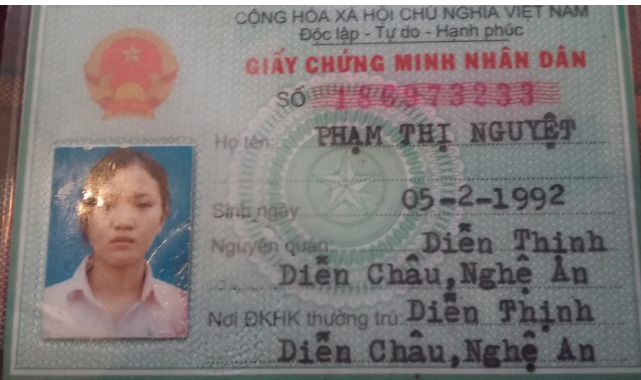 CỘNG HÒA XÃ HỘI CHỦ NGHĨA VIỆT NAM
Độc lập - Tự do - Hạnh phúc
GIẤY CHỨNG MINH NHÂN DÂN
SỐ 186973233
Họ tên: PHẠM THỊ NGUYỆT
Sinh ngày 05-2-1992
Nguyên quán: Diễn Thịnh
Diễn Châu,Nghệ An
Nơi ĐKHK thường trú: Diễn Thịnh
Diễn Châu,Nghệ An